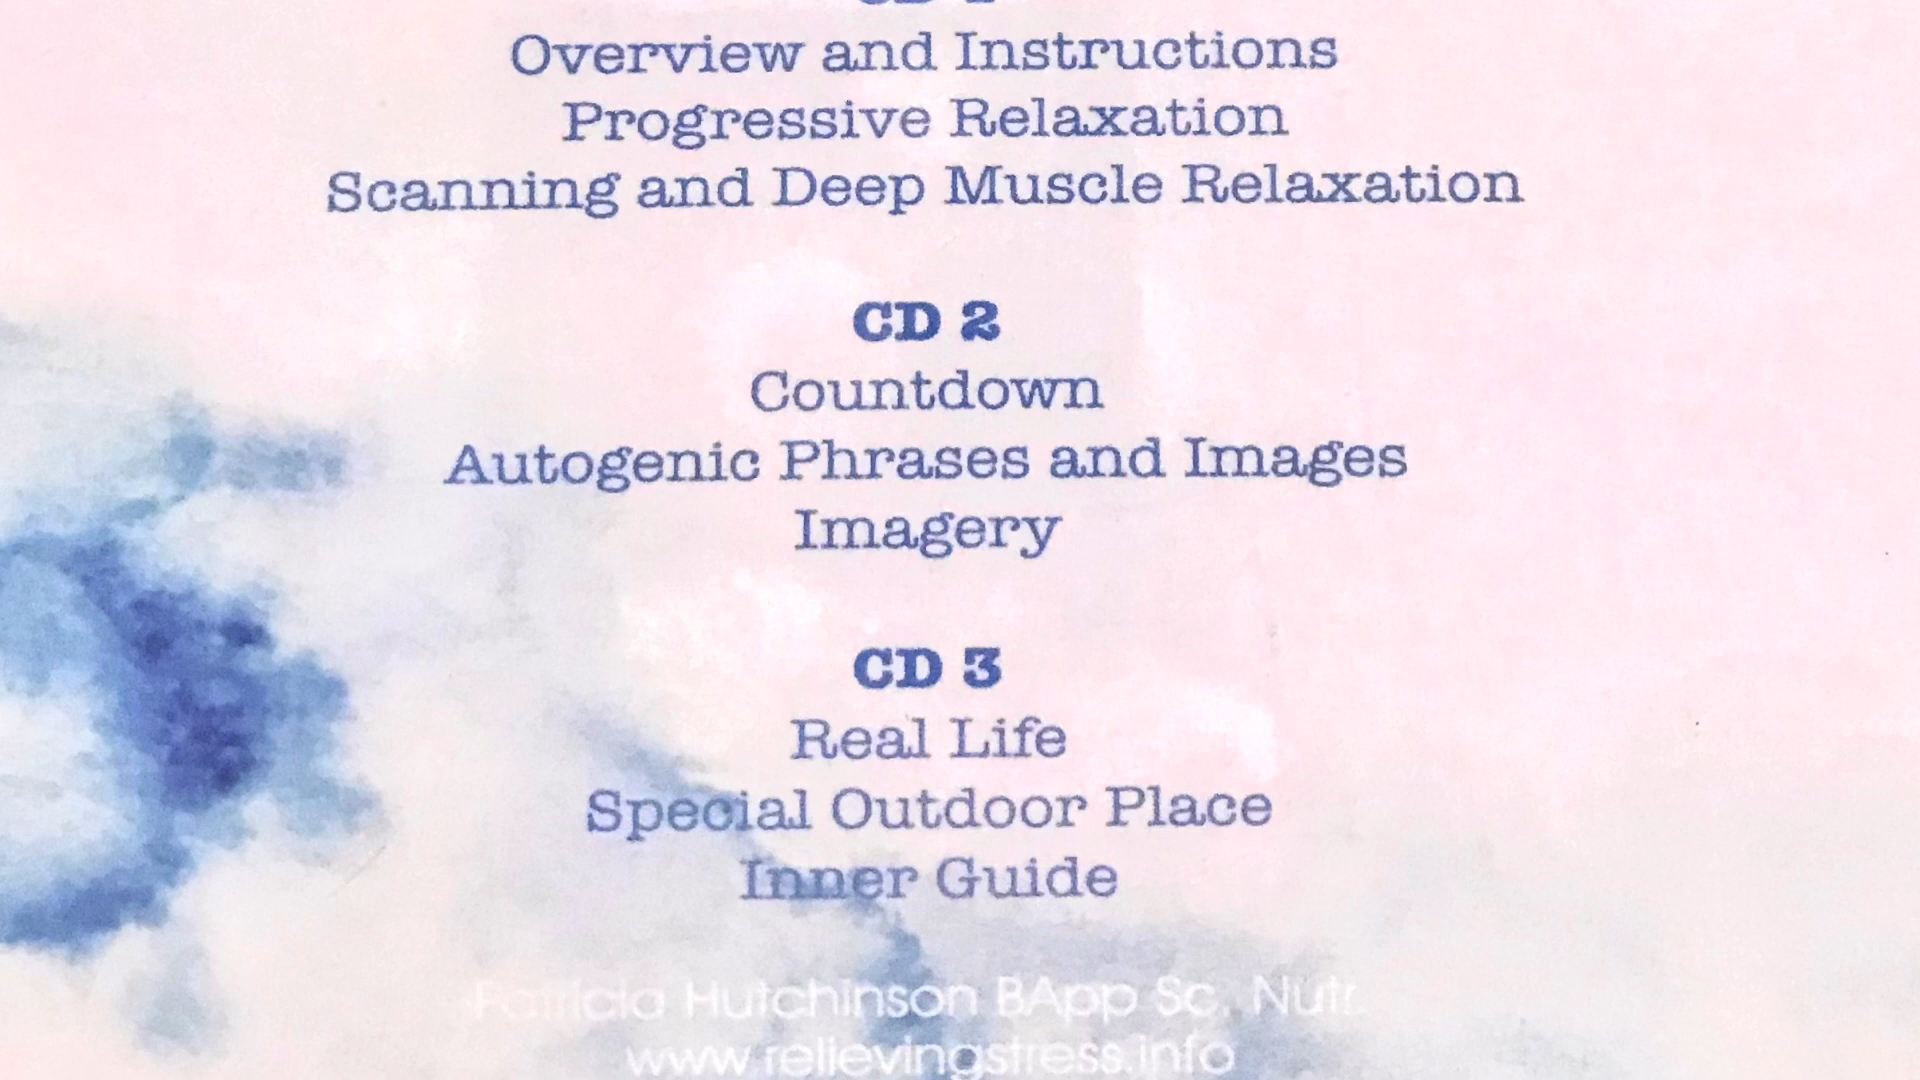 Overview and Instructions
Progressive Relaxation
Scanning and Deep Muscle Relaxation
CD 2
Countdown
Autogenic Phrases and Images
Imagery
CD 3
Real Life
Special Outdoor Place
Inner Guide
Patricia Hutchinson BApp Sc. Nutr.
www.relievingstress.info